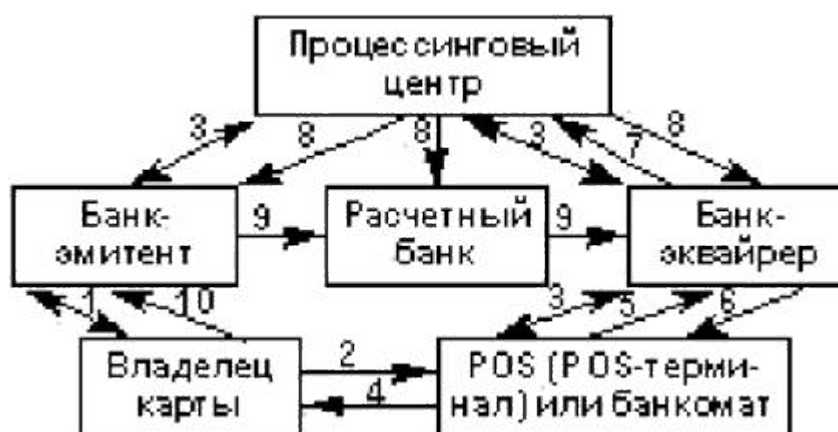 Процессинговый
центр
3
8
8
3
7
8
Банк-
эмитент
9
Расчетный
банк
9
Банк-
эквайрер
1
10
3
5
6
Владелец
карты
2
4
POS (POS-терми-
нал) или банкомат